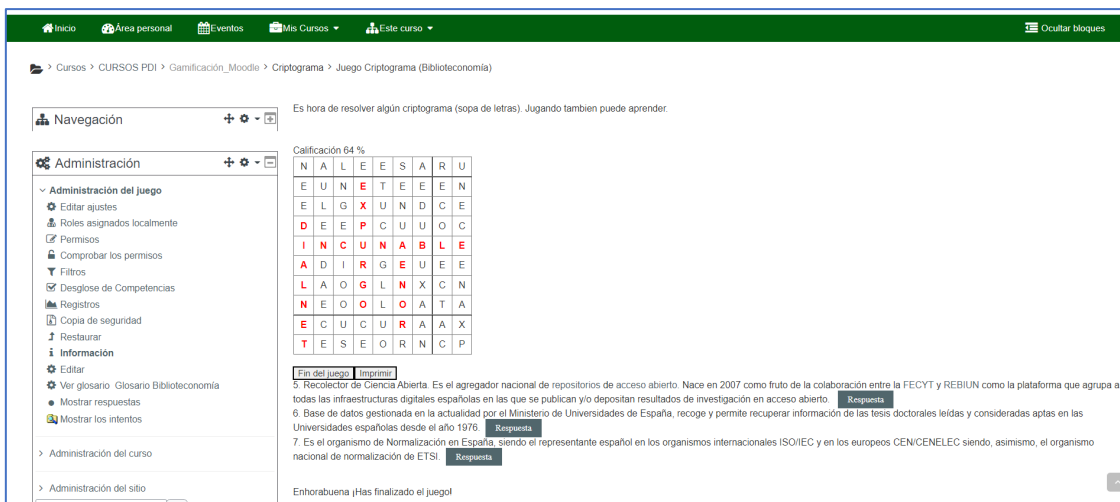 Inicio Área personal Eventos Mis Cursos Este curso Ocultar bloques
> Cursos > CURSOS PDI > Gamificación_Moodle > Criptograma > Juego Criptograma (Biblioteconomía)
Navegación
Administración
Administración del juego
Editar ajustes
Roles asignados localmente
Permisos
Comprobar los permisos
Filtros
Desglose de Competencias
Registros
Copia de seguridad
Restaurar
Información
Editar
Ver glosario Glosario Biblioteconomía
Mostrar respuestas
Mostrar los intentos
> Administración del curso
> Administración del sitio
Es hora de resolver algún criptograma (sopa de letras). Jugando tambien puede aprender.
Calificación 64 %
N A L E E S A R U
E U N E T E E E N
E L G X U N D C E
D E E P C U U O C
I N C U N A B L E
A D I R G E U E E
L A O G L N X C N
N E O O L O A T A
E C U C U R A A X
T E S E O R N C P
Fin del juego Imprimir
5. Recolector de Ciencia Abierta. Es el agregador nacional de repositorios de acceso abierto. Nace en 2007 como fruto de la colaboración entre la FECYT y REBIUN como la plataforma que agrupa a
todas las infraestructuras digitales españolas en las que se publican y/o depositan resultados de investigación en acceso abierto. Respuesta
6. Base de datos gestionada en la actualidad por el Ministerio de Universidades de España, recoge y permite recuperar información de las tesis doctorales leídas y consideradas aptas en las
Universidades españolas desde el año 1976. Respuesta
7. Es el organismo de Normalización en España, siendo el representante español en los organismos internacionales ISO/IEC y en los europeos CEN/CENELEC siendo, asimismo, el organismo
nacional de normalización de ETSI. Respuesta
Enhorabuena ¡Has finalizado el juego!